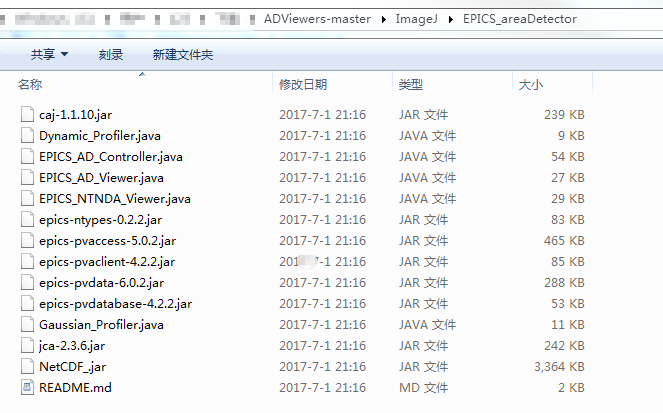 ADViewers-master ▸ ImageJ ▸ EPICS_areaDetector
共享 ▼ 刻录 新建文件夹
名称 修改日期 类型 大小
caj-1.1.10.jar 2017-7-1 21:16 JAR 文件 239 KB
Dynamic_Profiler.java 2017-7-1 21:16 JAVA 文件 9 KB
EPICS_AD_Controller.java 2017-7-1 21:16 JAVA 文件 54 KB
EPICS_AD_Viewer.java 2017-7-1 21:16 JAVA 文件 27 KB
EPICS_NTNDA_Viewer.java 2017-7-1 21:16 JAVA 文件 29 KB
epics-ntypes-0.2.2.jar 2017-7-1 21:16 JAR 文件 83 KB
epics-pvaccess-5.0.2.jar 2017-7-1 21:16 JAR 文件 465 KB
epics-pvaclient-4.2.2.jar 7-1 21:16 JAR 文件 85 KB
epics-pvdata-6.0.2.jar 2017-7-1 21:16 JAR 文件 288 KB
epics-pvdatabase-4.2.2.jar 2017-7-1 21:16 JAR 文件 53 KB
Gaussian_Profiler.java 2017-7-1 21:16 JAVA 文件 11 KB
jca-2.3.6.jar 2017-7-1 21:16 JAR 文件 242 KB
NetCDF_.jar 2017-7-1 21:16 JAR 文件 3,364 KB
README.md 2017-7-1 21:16 MD 文件 2 KB